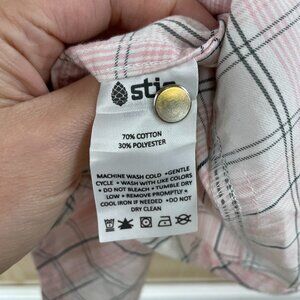 stio
70% COTTON
30% POLYESTER
MACHINE WASH COLD • GENTLE
CYCLE • WASH WITH LIKE COLORS
• DO NOT BLEACH • TUMBLE DRY
LOW • REMOVE PROMPTLY •
COOL IRON IF NEEDED • DO NOT
DRY CLEAN